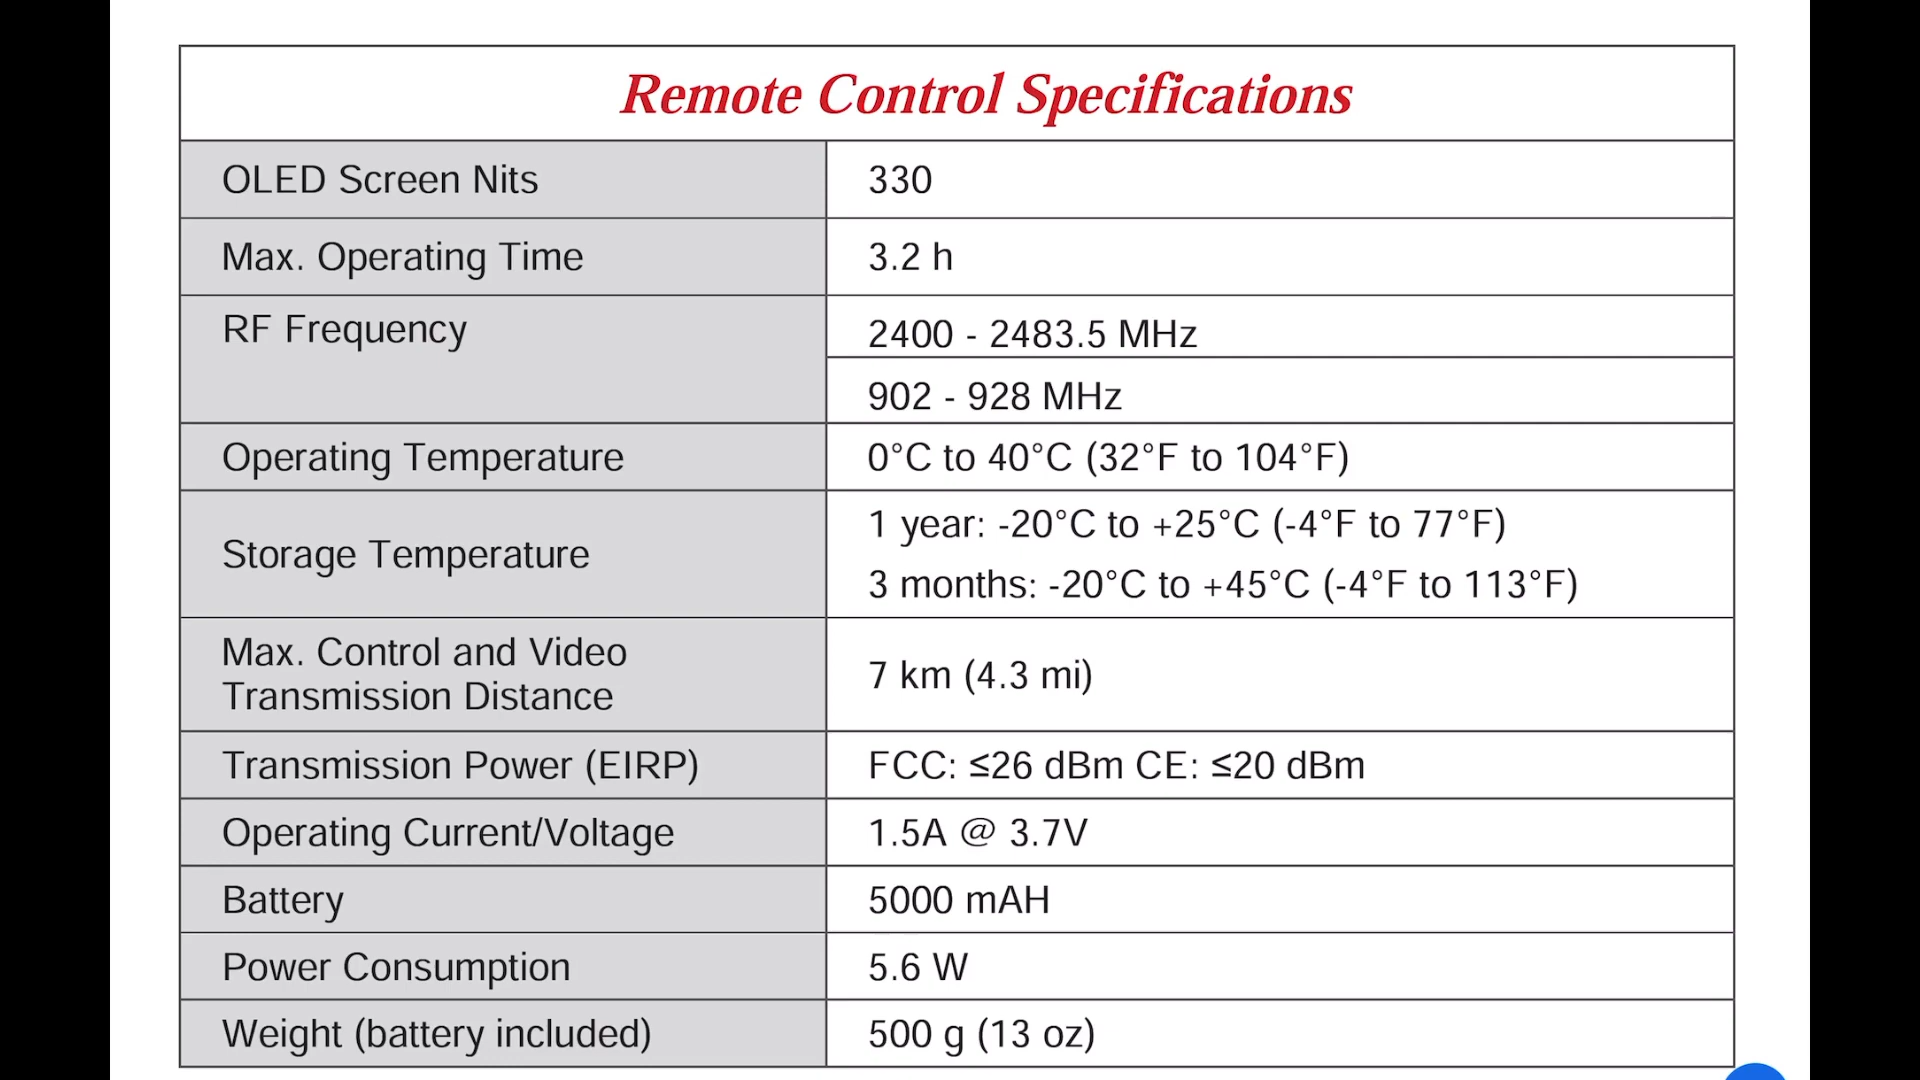 Remote Control Specifications
OLED Screen Nits
330
Max. Operating Time
3.2 h
RF Frequency
2400 - 2483.5 MHz
902 - 928 MHz
Operating Temperature
0°C to 40°C (32°F to 104°F)
Storage Temperature
1 year: -20°C to +25°C (-4°F to 77°F)
3 months: -20°C to +45°C (-4°F to 113°F)
Max. Control and Video
Transmission Distance
7 km (4.3 mi)
Transmission Power (EIRP)
FCC: ≤26 dBm CE: ≤20 dBm
Operating Current/Voltage
1.5A @ 3.7V
Battery
5000 mAH
Power Consumption
5.6 W
Weight (battery included)
500 g (13 oz)